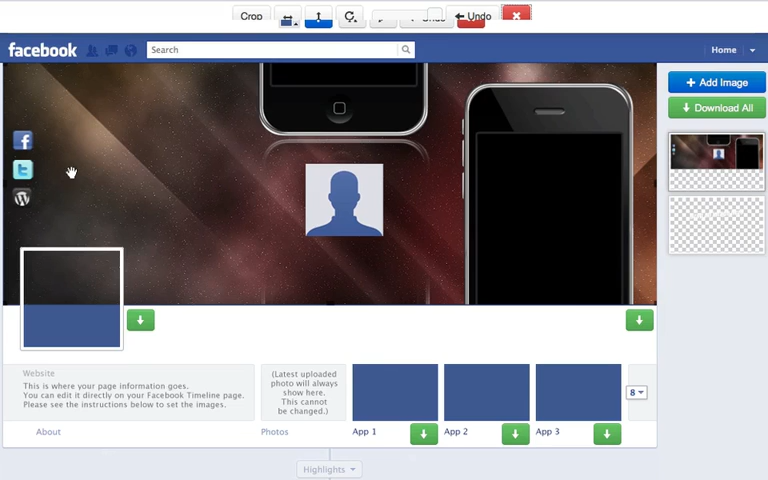 Crop
Undo
Undo
facebook
Search
Home
Add Image
Download All
Website
This is where your page information goes.
You can edit it directly on your Facebook Timeline page.
Please see the instructions below to set the images.
(Latest uploaded
photo will always
show here.
This cannot
be changed.)
8
About
Photos
App 1
App 2
App 3
Highlights